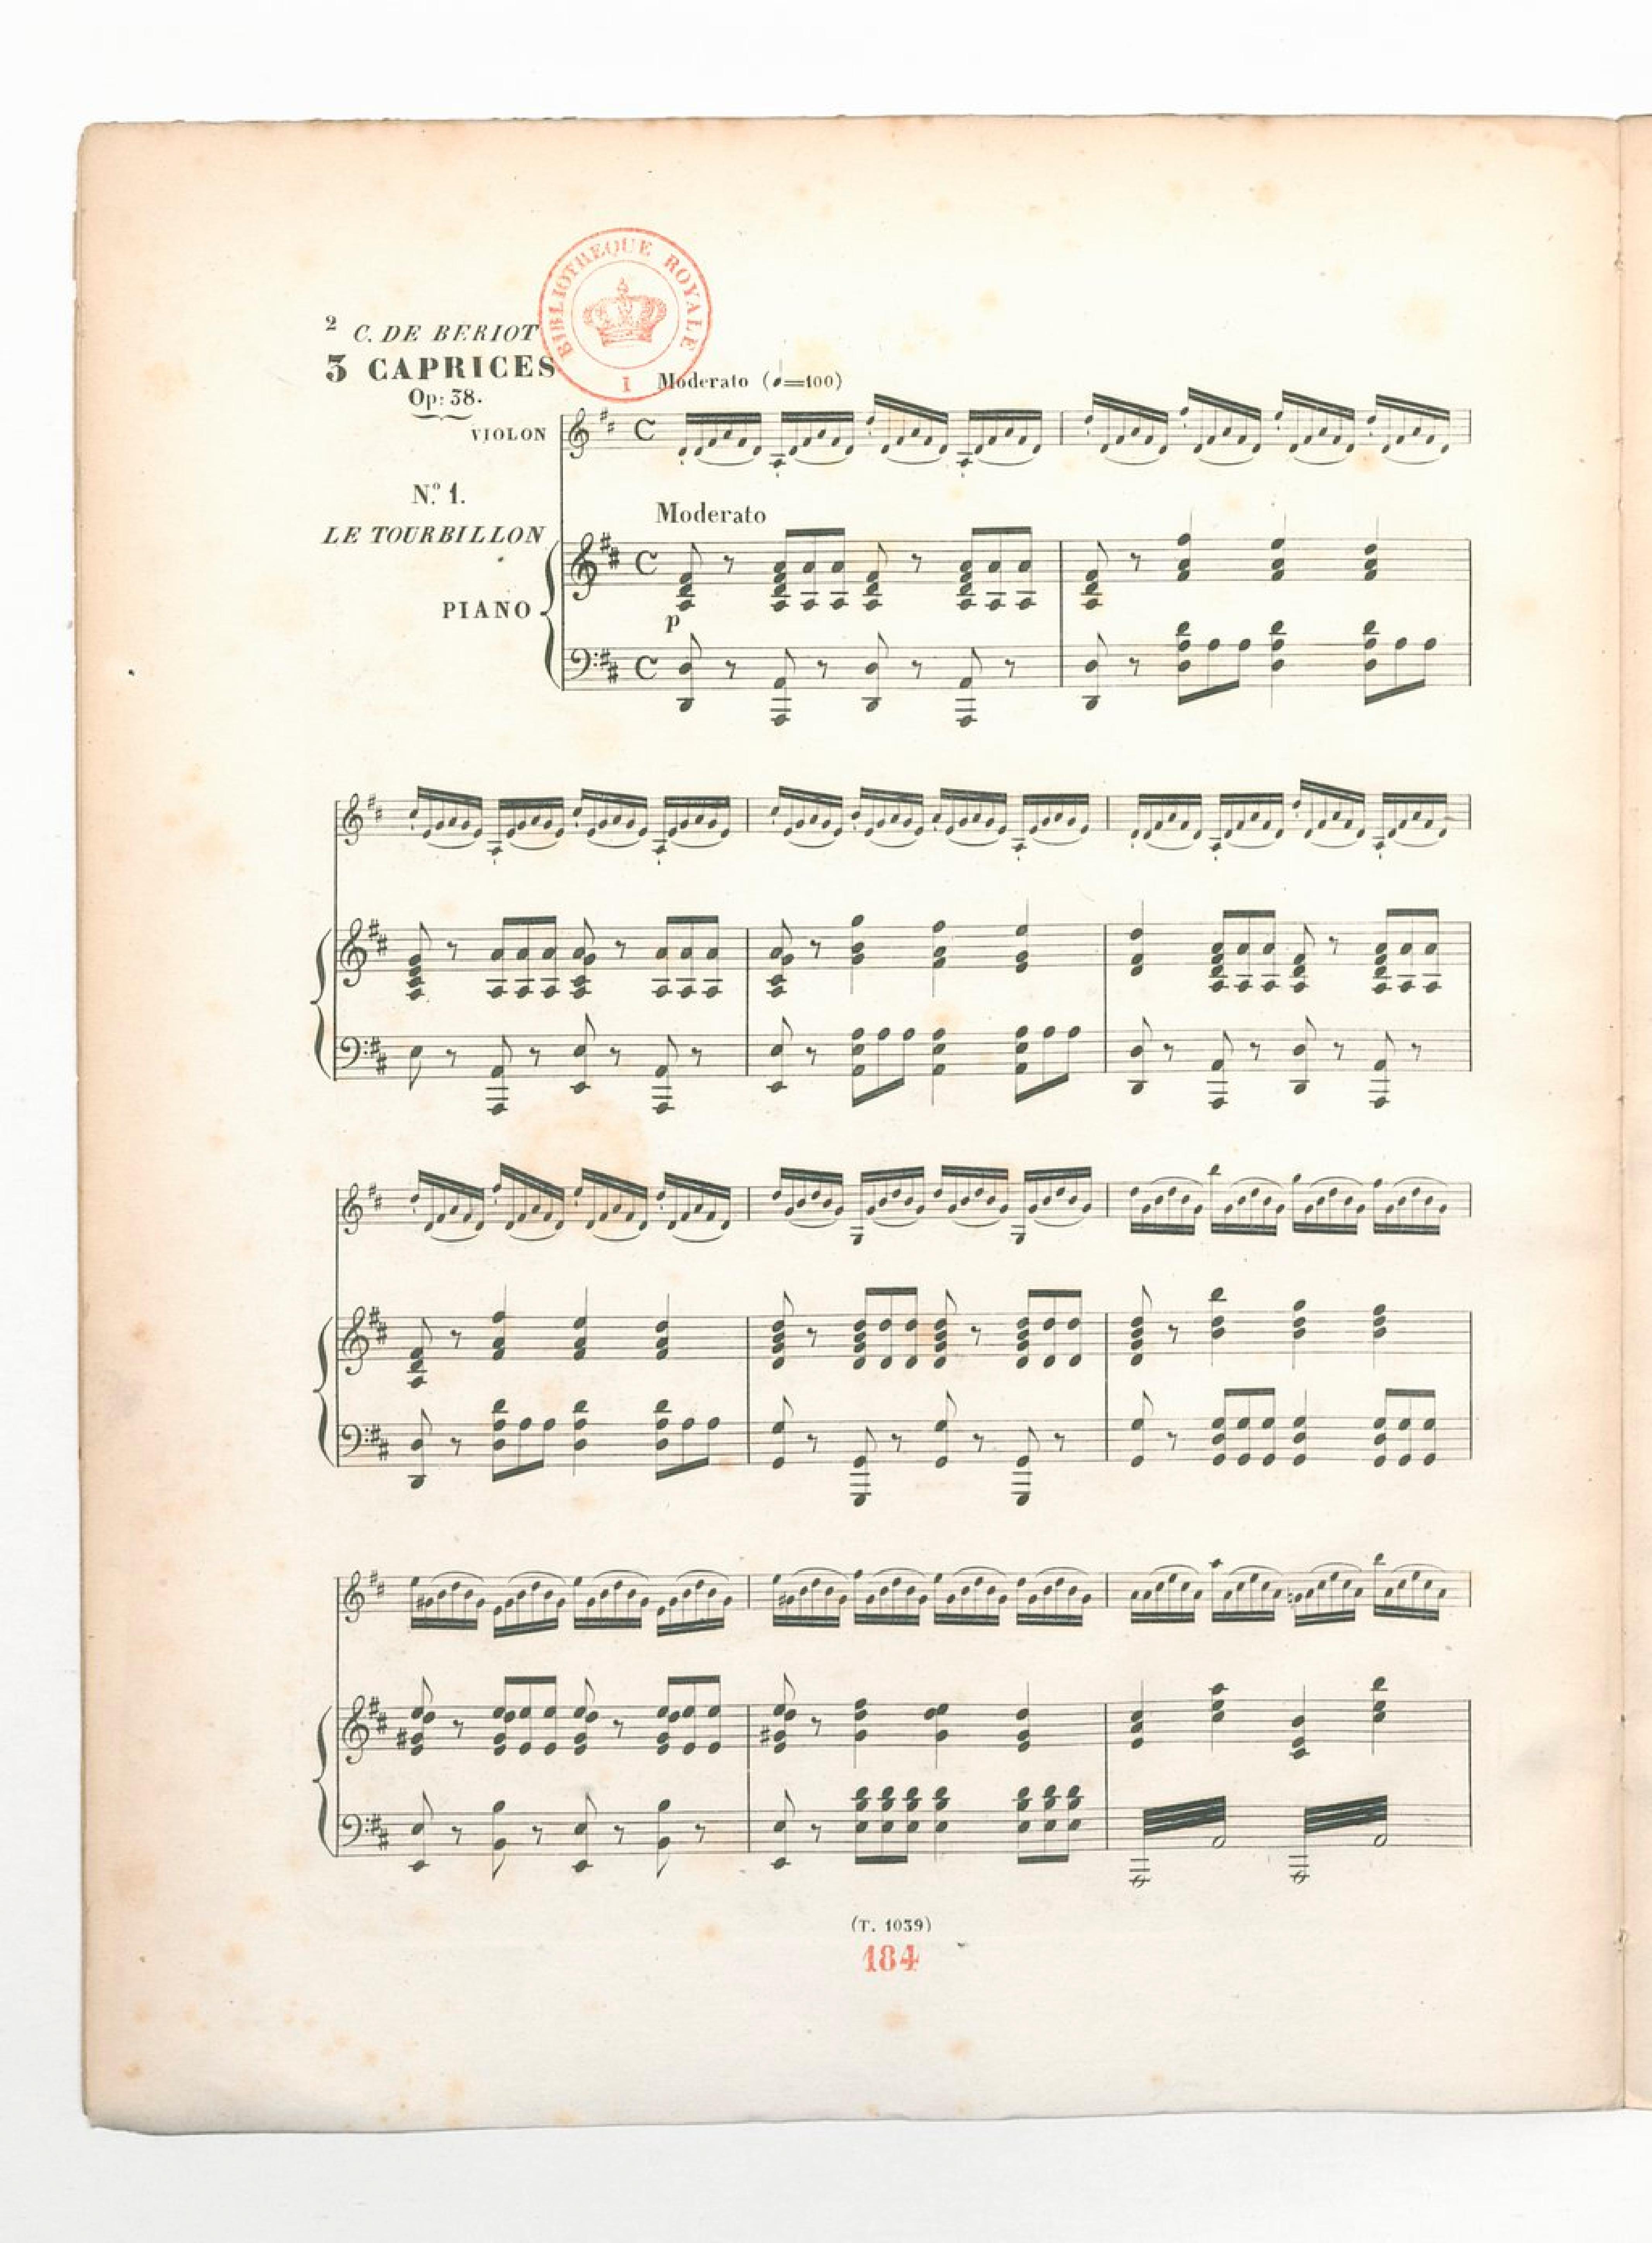 2 C. DE BERIOT
3 CAPRICES
Op: 38.
BIBLIOTHEQUE ROYALE
I
Moderato (♩=100)
VIOLON
N.º 1.
LE TOURBILLON
Moderato
PIANO
p
(T. 1039)
184